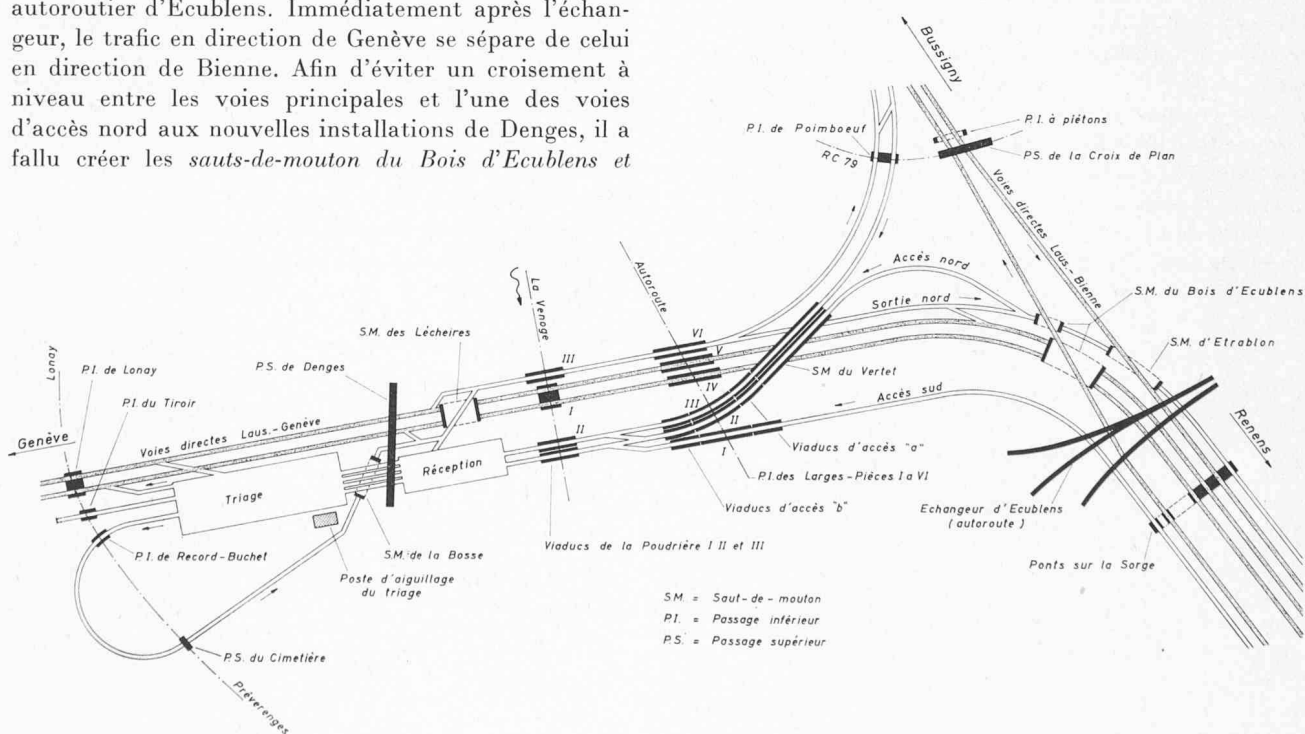 autoroutier d'Ecublens. Immédiatement après l'échan-
geur, le trafic en direction de Genève se sépare de celui
en direction de Bienne. Afin d'éviter un croisement à
niveau entre les voies principales et l'une des voies
d'accès nord aux nouvelles installations de Denges, il a
fallu créer les sauts-de-mouton du Bois d'Ecublens et
Bussigny
P.I. à piétons
P.I. de Poimboeuf
RC 79
P.S. de la Croix de Plan
Voies directes Laus.-Bienne
Accès nord
Sortie nord
S.M. du Bois d'Ecublens
S.M. d'Etrablon
Autoroute
La Venoge
S.M. des Lécheires
P.S. de Denges
Lonay
P.I. de Lonay
P.I. du Tiroir
Genève
Voies directes Laus.-Genève
III
I
II
VI
V
IV
III
II
I
S.M. du Vertet
Accès sud
Renens
Viaducs d'accès "a"
P.I. des Larges-Pièces I à VI
Viaducs d'accès "b"
Echangeur d'Ecublens
(autoroute)
Réception
Triage
P.I. de Record-Buchet
S.M. de la Bosse
Viaducs de la Poudrière I II et III
Poste d'aiguillage
du triage
Ponts sur la Sorge
S.M. = Saut-de-mouton
P.I. = Passage inférieur
P.S. = Passage supérieur
P.S. du Cimetière
Préverenges